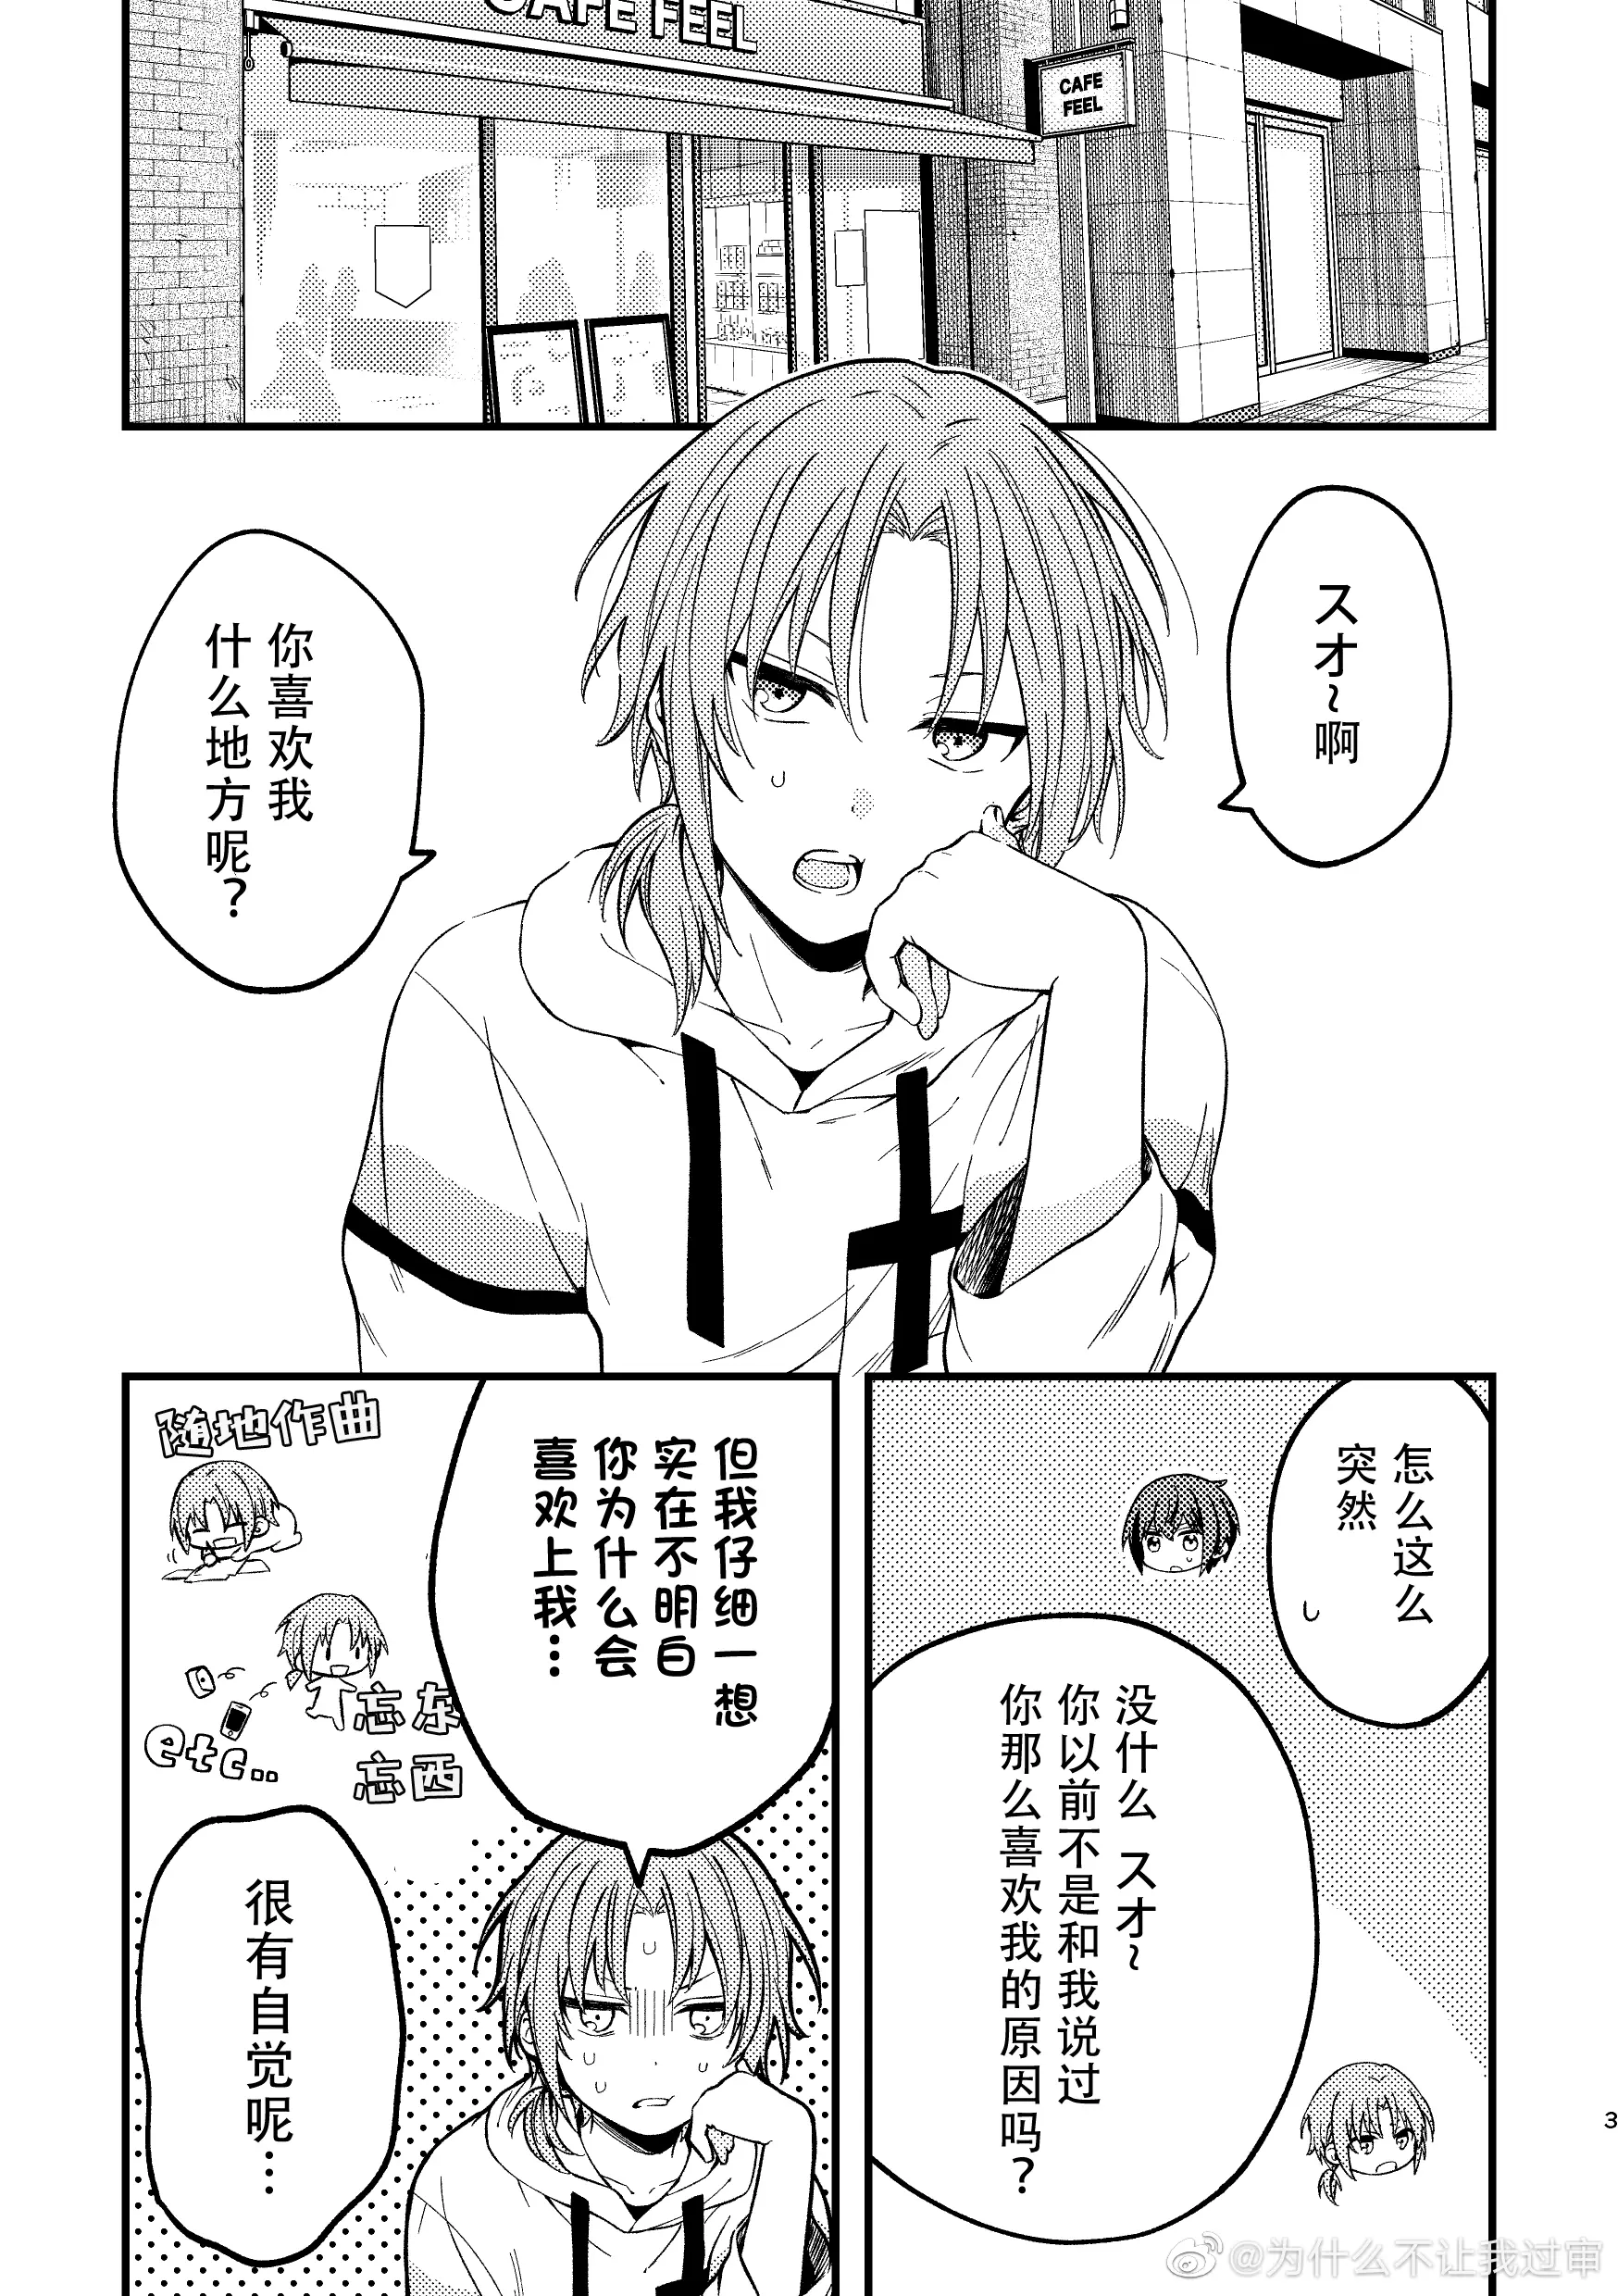 CAFE FEEL
CAFE
FEEL
スオ~啊
你喜欢我
什么地方呢？
怎么这么
突然
没什么 スオ~
你以前不是和我说过
你那么喜欢我的原因吗？
但我仔细一想
实在不明白
你为什么会
喜欢上我…
随地作曲
忘东
忘西
etc...
很有自觉呢…
3
@为什么不让我过审